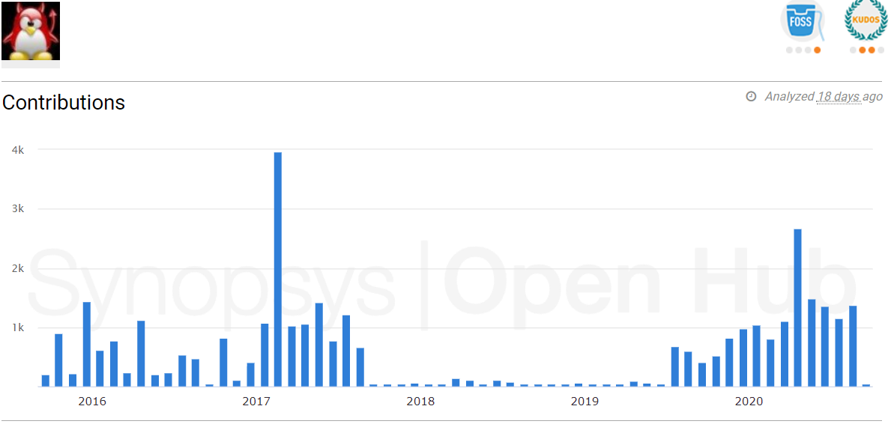 FOSS
KUDOS
Contributions
Analyzed 18 days ago
4k
3k
2k
1k
Synopsys | Open Hub
2016
2017
2018
2019
2020